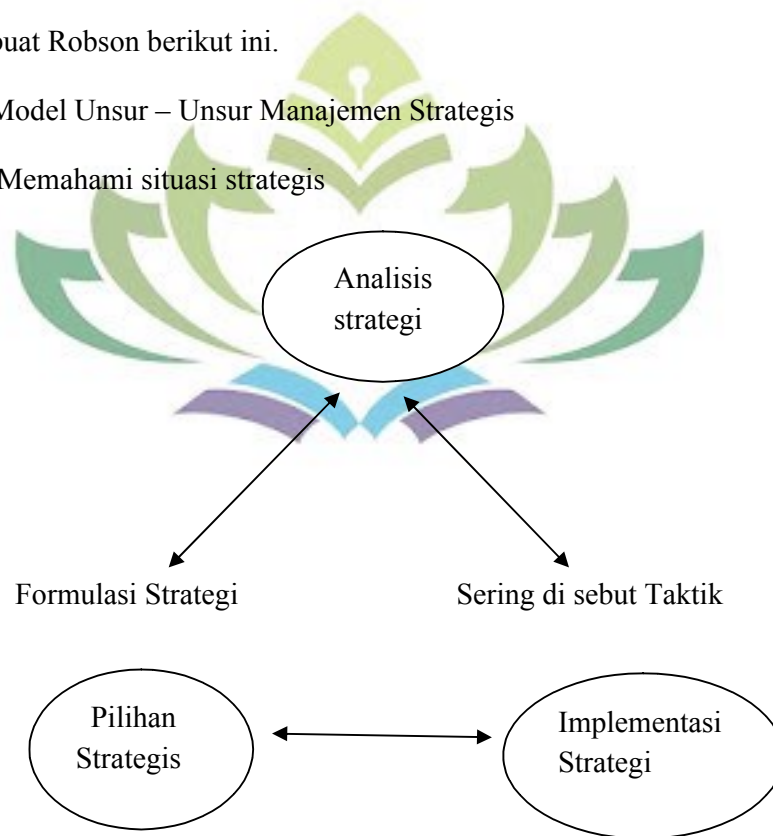 uat Robson berikut ini.
Model Unsur – Unsur Manajemen Strategis
Memahami situasi strategis
Analisis
strategi
Formulasi Strategi
Sering di sebut Taktik
Pilihan
Strategis
Implementasi
Strategi